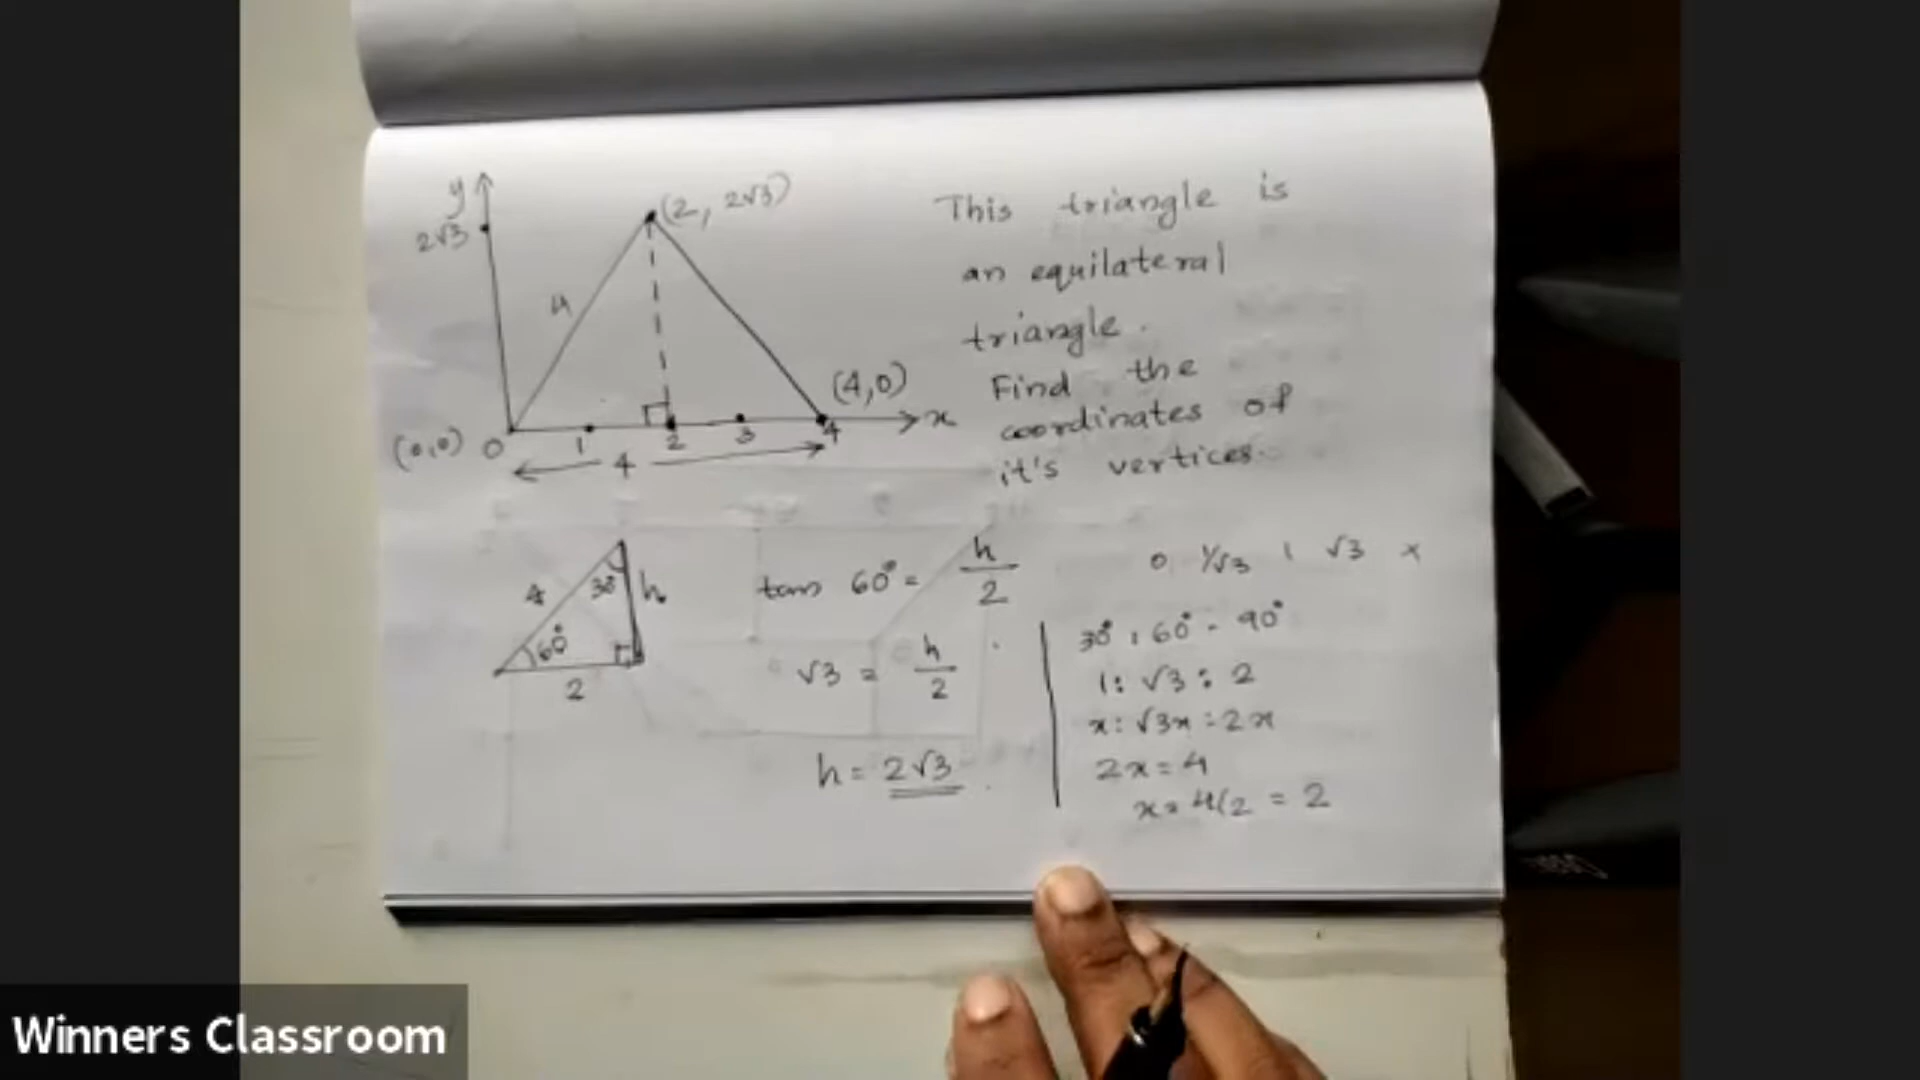 y
2√3
(2, 2√3)
4
(4,0)
x
(0,0) 0 1 2 3 4
4
This triangle is
an equilateral
triangle.
Find the
coordinates of
it's vertices.
4 30° h
60°
2
tan 60° = h/2
√3 = h/2
h = 2√3
0 1/√3 1 √3 x
30° : 60° - 90°
1 : √3 : 2
x : √3x : 2x
2x = 4
x = 4/2 = 2
Winners Classroom